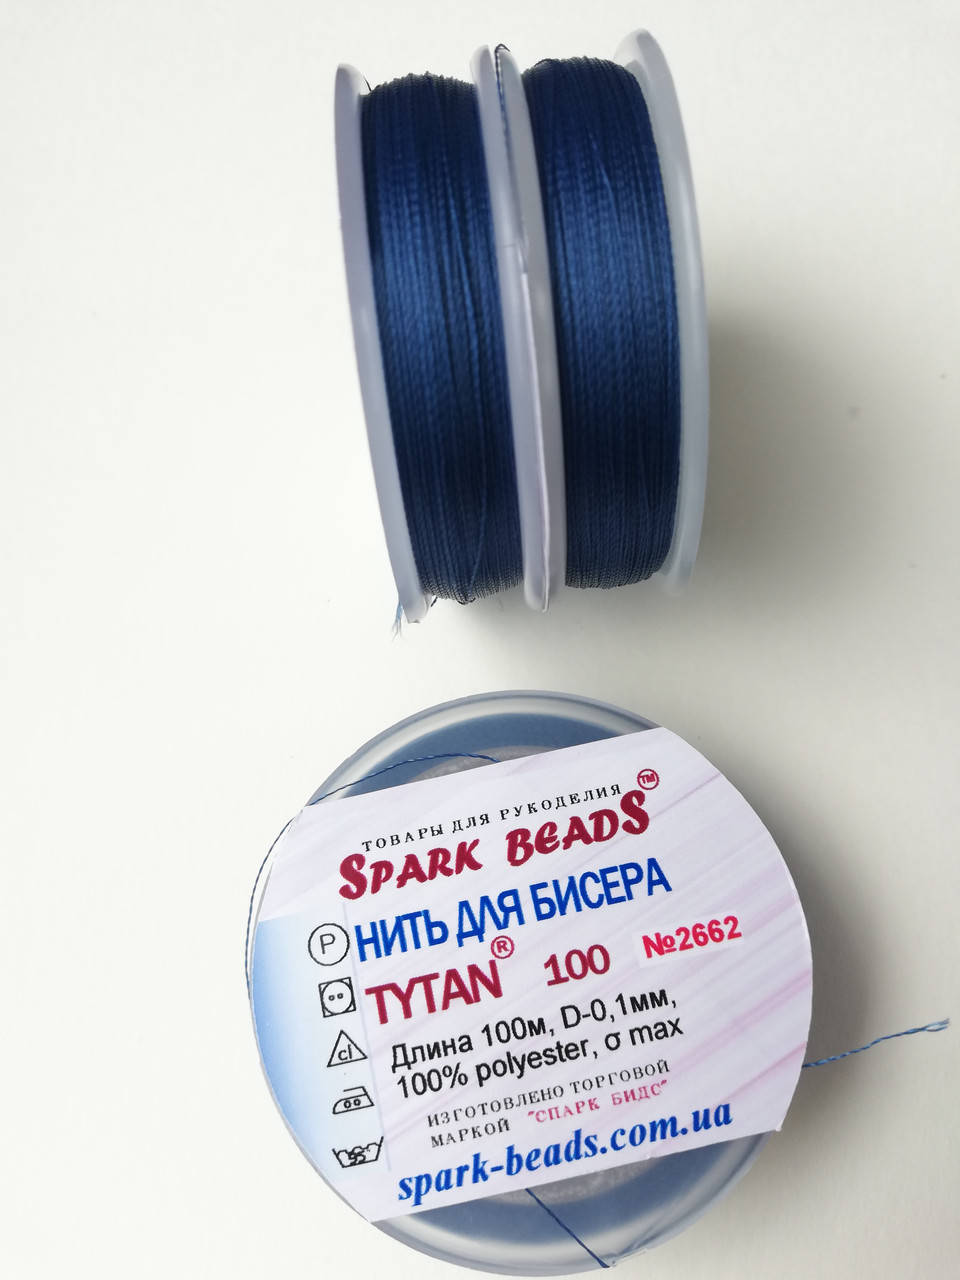 ТОВАРЫ ДЛЯ РУКОДЕЛИЯ
SPARK BEADS™
НИТЬ ДЛЯ БИСЕРА
TYTAN® 100 №2662
Длина 100м, D-0,1мм,
100% polyester, σ max
ИЗГОТОВЛЕНО ТОРГОВОЙ
МАРКОЙ "СПАРК БИДС"
spark-beads.com.ua
P
cl